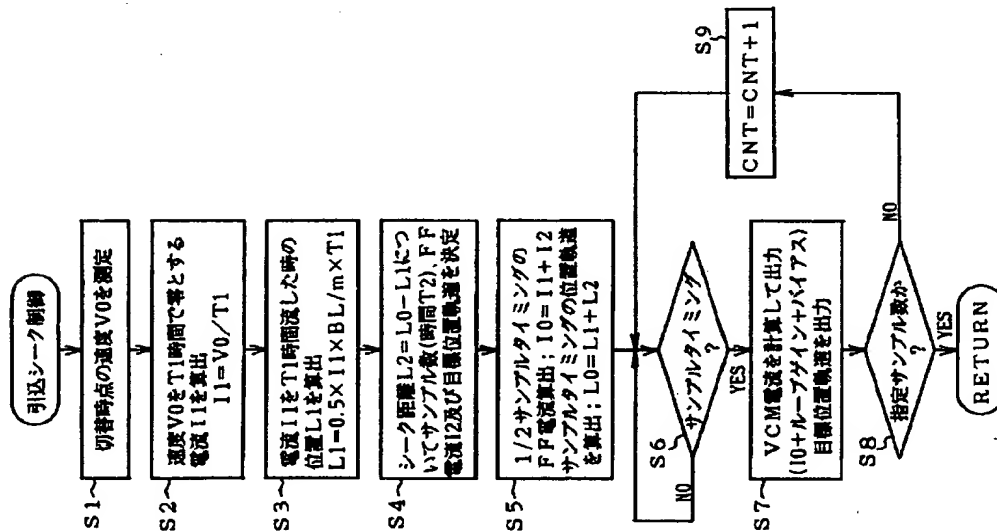 引込シーク制御
S1
切替時点の速度V0を測定
S2
速度V0をT1時間で零とする
電流I1を算出
I1=V0/T1
S3
電流I1をT1時間流した時の
位置L1を算出
L1=0.5×I1×BL/m×T1
S4
シーク距離L2=L0-L1につ
いてサンプル数(時間T2)、FF
電流I2及び目標位置軌道を決定
S5
1/2サンプルタイミングの
FF電流算出;I0=I1+I2
サンプルタイミングの位置軌道
を算出;L0=L1+L2
S6
サンプルタイミング
?
NO
YES
S7
VCM電流を計算して出力
(I0+ループゲイン+バイアス)
目標位置軌道を出力
S8
指定サンプル数か
?
NO
YES
S9
CNT=CNT+1
RETURN